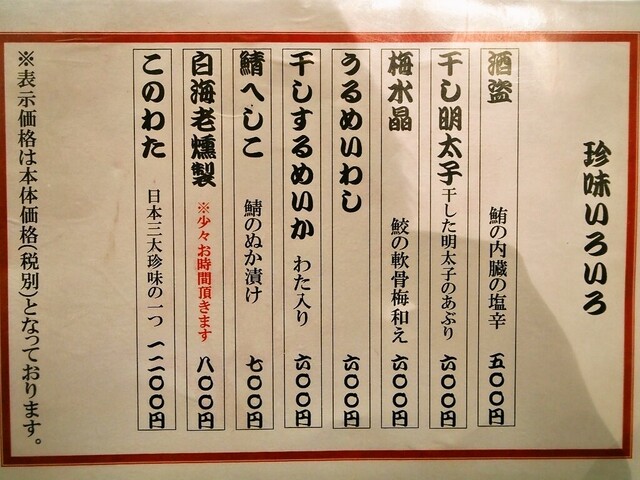 珍味いろいろ
酒盗 鮪の内臓の塩辛 五〇〇円
干し明太子 干した明太子のあぶり 六〇〇円
梅水晶 鮫の軟骨梅和え 六〇〇円
うるめいわし 六〇〇円
干しするめいか わた入り 六〇〇円
鯖へしこ 鯖のぬか漬け 七〇〇円
白海老燻製 ※少々お時間頂きます 八〇〇円
このわた 日本三大珍味の一つ 一二〇〇円
※表示価格は本体価格(税別)となっております。